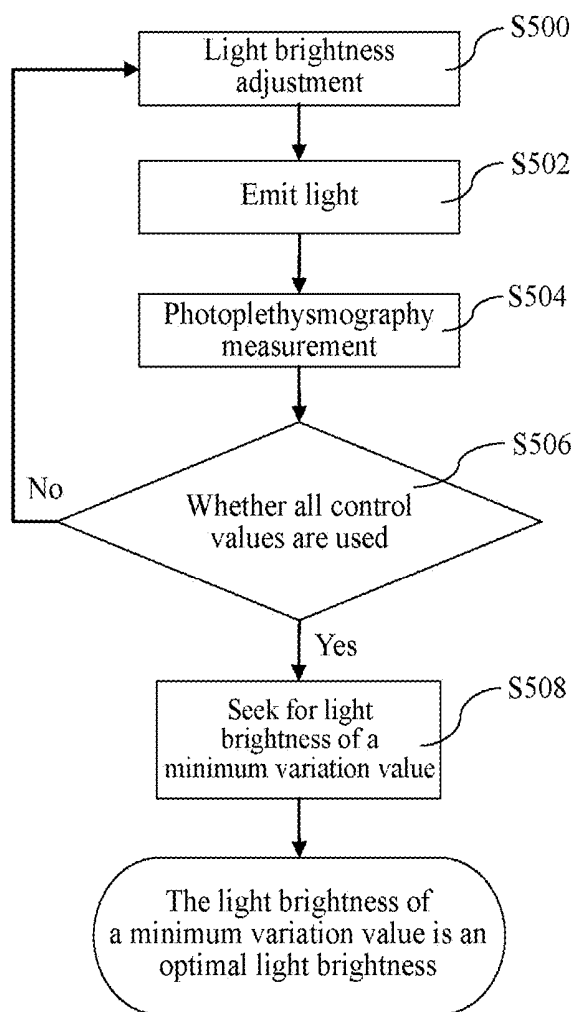 S500
Light brightness
adjustment
S502
Emit light
S504
Photoplethysmography
measurement
S506
No
Whether all control
values are used
Yes
S508
Seek for light
brightness of a
minimum variation value
The light brightness of
a minimum variation value is an
optimal light brightness